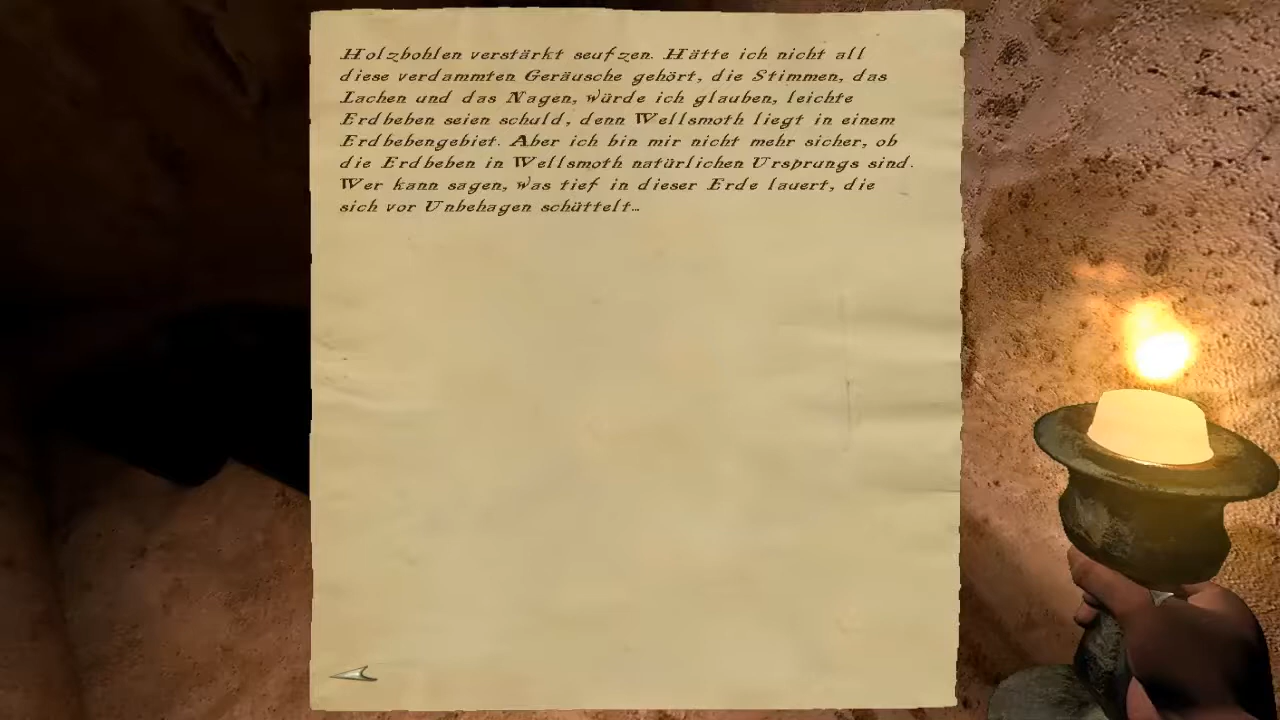 Holzbohlen verstärkt seufzen. Hätte ich nicht all
diese verdammten Geräusche gehört, die Stimmen, das
Lachen und das Nagen, würde ich glauben, leichte
Erdbeben seien schuld, denn Wellsmoth liegt in einem
Erdbebengebiet. Aber ich bin mir nicht mehr sicher, ob
die Erdbeben in Wellsmoth natürlichen Ursprungs sind.
Wer kann sagen, was tief in dieser Erde lauert, die
sich vor Unbehagen schüttelt...